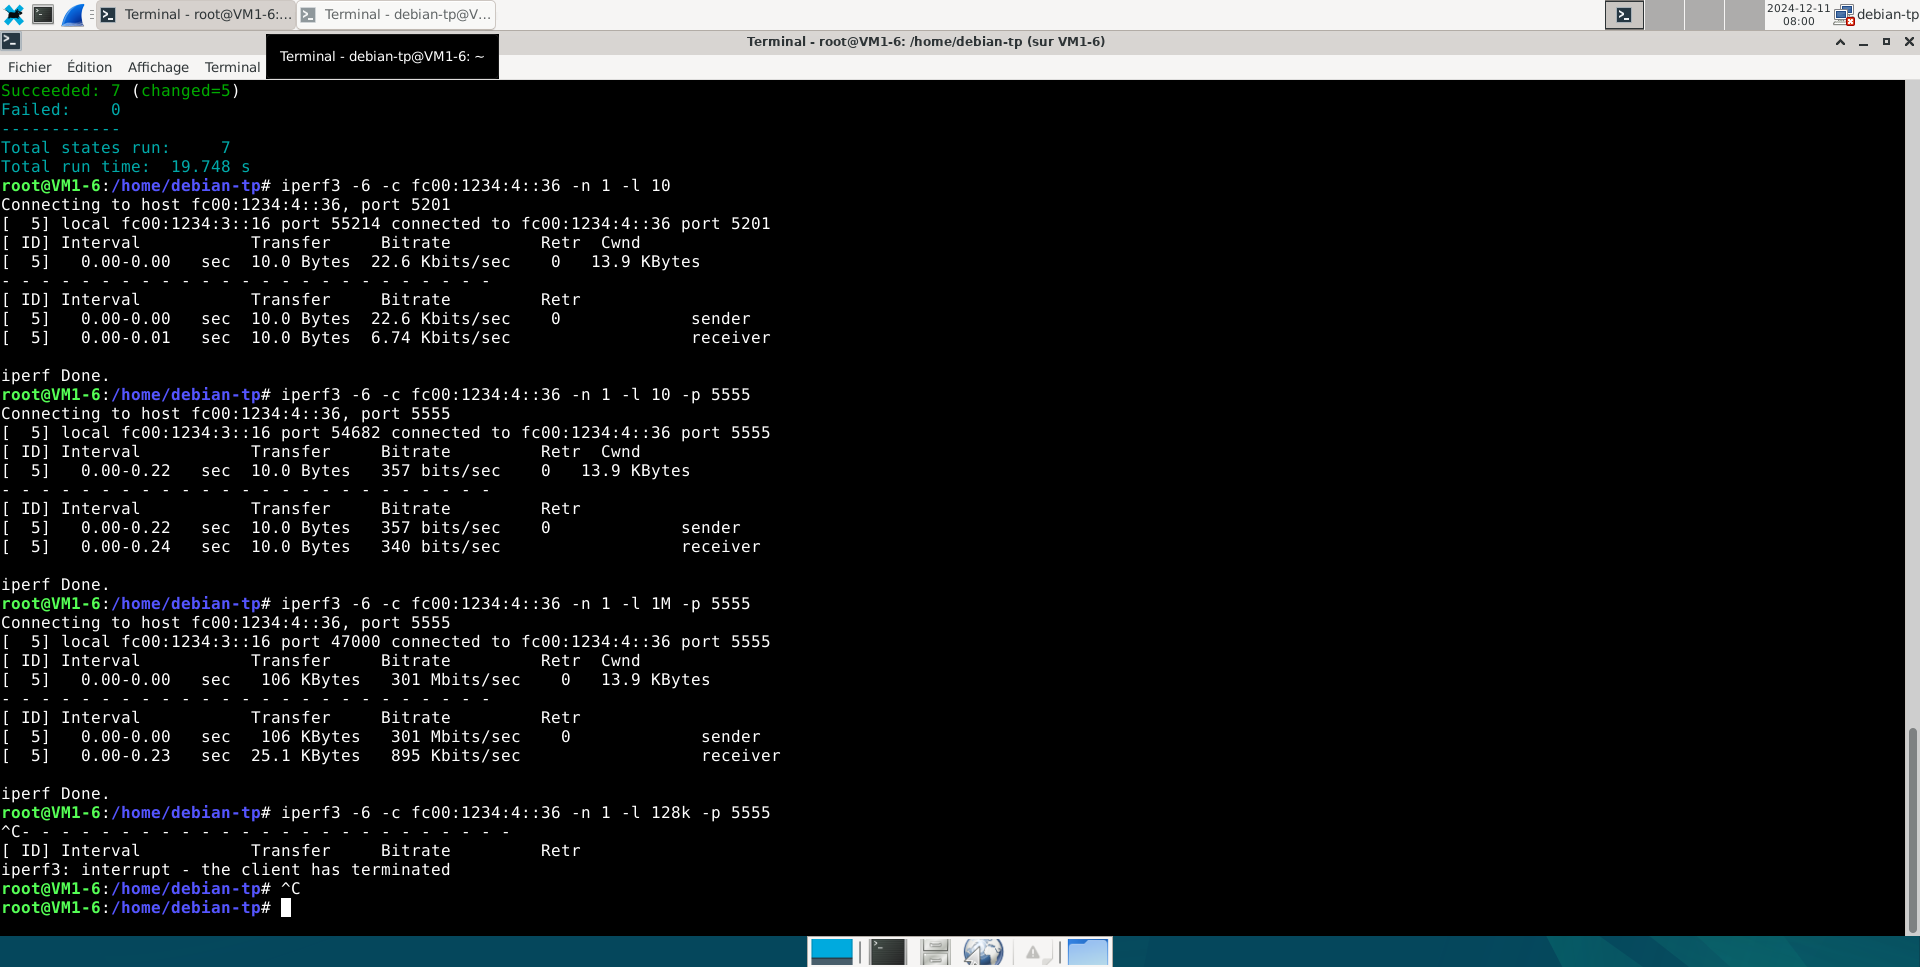 Terminal - root@VM1-6:...
Terminal - debian-tp@V...
2024-12-11
08:00
debian-tp
Terminal - root@VM1-6: /home/debian-tp (sur VM1-6)
Terminal - debian-tp@VM1-6: ~
Fichier Édition Affichage Terminal
Succeeded: 7 (changed=5)
Failed:    0
------------
Total states run:     7
Total run time:  19.748 s
root@VM1-6:/home/debian-tp# iperf3 -6 -c fc00:1234:4::36 -n 1 -l 10
Connecting to host fc00:1234:4::36, port 5201
[  5] local fc00:1234:3::16 port 55214 connected to fc00:1234:4::36 port 5201
[ ID] Interval           Transfer     Bitrate         Retr  Cwnd
[  5]   0.00-0.00   sec  10.0 Bytes  22.6 Kbits/sec    0   13.9 KBytes
- - - - - - - - - - - - - - - - - - - - - - - - -
[ ID] Interval           Transfer     Bitrate         Retr
[  5]   0.00-0.00   sec  10.0 Bytes  22.6 Kbits/sec    0             sender
[  5]   0.00-0.01   sec  10.0 Bytes  6.74 Kbits/sec                  receiver
iperf Done.
root@VM1-6:/home/debian-tp# iperf3 -6 -c fc00:1234:4::36 -n 1 -l 10 -p 5555
Connecting to host fc00:1234:4::36, port 5555
[  5] local fc00:1234:3::16 port 54682 connected to fc00:1234:4::36 port 5555
[ ID] Interval           Transfer     Bitrate         Retr  Cwnd
[  5]   0.00-0.22   sec  10.0 Bytes   357 bits/sec    0   13.9 KBytes
- - - - - - - - - - - - - - - - - - - - - - - - -
[ ID] Interval           Transfer     Bitrate         Retr
[  5]   0.00-0.22   sec  10.0 Bytes   357 bits/sec    0             sender
[  5]   0.00-0.24   sec  10.0 Bytes   340 bits/sec                  receiver
iperf Done.
root@VM1-6:/home/debian-tp# iperf3 -6 -c fc00:1234:4::36 -n 1 -l 1M -p 5555
Connecting to host fc00:1234:4::36, port 5555
[  5] local fc00:1234:3::16 port 47000 connected to fc00:1234:4::36 port 5555
[ ID] Interval           Transfer     Bitrate         Retr  Cwnd
[  5]   0.00-0.00   sec   106 KBytes   301 Mbits/sec    0   13.9 KBytes
- - - - - - - - - - - - - - - - - - - - - - - - -
[ ID] Interval           Transfer     Bitrate         Retr
[  5]   0.00-0.00   sec   106 KBytes   301 Mbits/sec    0             sender
[  5]   0.00-0.23   sec  25.1 KBytes   895 Kbits/sec                  receiver
iperf Done.
root@VM1-6:/home/debian-tp# iperf3 -6 -c fc00:1234:4::36 -n 1 -l 128k -p 5555
^C- - - - - - - - - - - - - - - - - - - - - - - - -
[ ID] Interval           Transfer     Bitrate         Retr
iperf3: interrupt - the client has terminated
root@VM1-6:/home/debian-tp# ^C
root@VM1-6:/home/debian-tp#